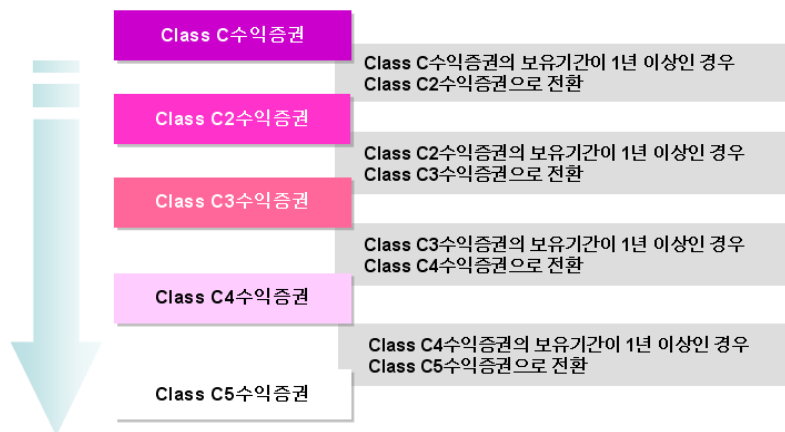 Class C수익증권
Class C수익증권의 보유기간이 1년 이상인 경우
Class C2수익증권으로 전환
Class C2수익증권
Class C2수익증권의 보유기간이 1년 이상인 경우
Class C3수익증권으로 전환
Class C3수익증권
Class C3수익증권의 보유기간이 1년 이상인 경우
Class C4수익증권으로 전환
Class C4수익증권
Class C4수익증권의 보유기간이 1년 이상인 경우
Class C5수익증권으로 전환
Class C5수익증권